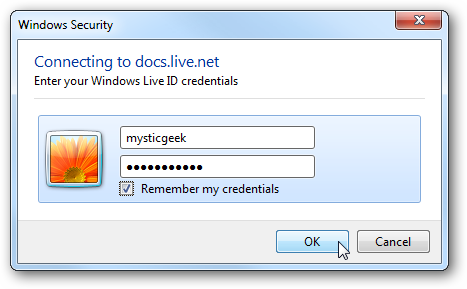 Windows Security
Connecting to docs.live.net
Enter your Windows Live ID credentials
mysticgeek
●●●●●●●●●●●
Remember my credentials
OK
Cancel